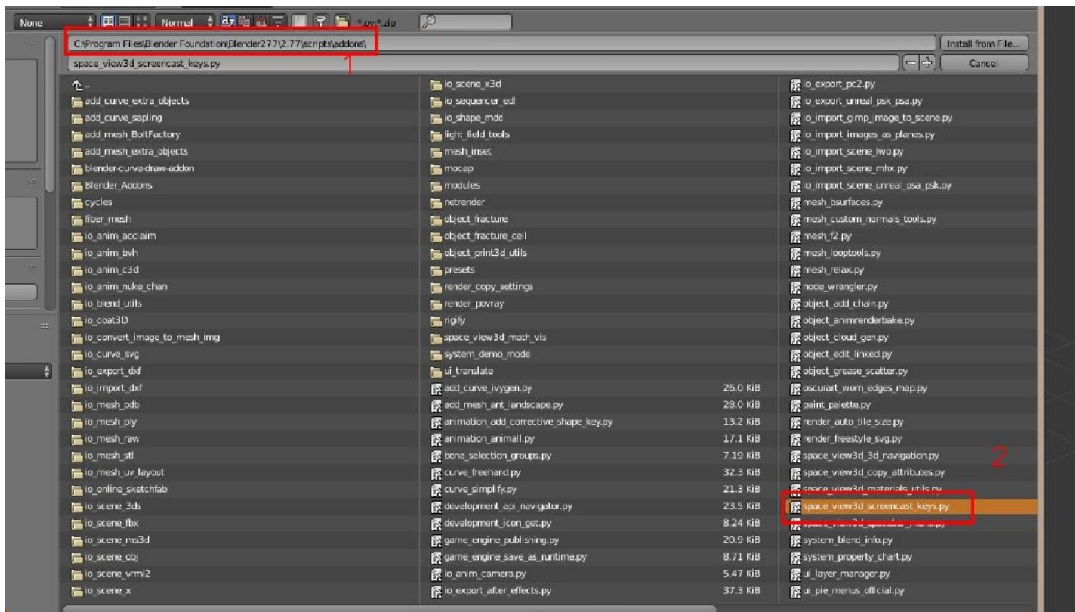 None
Normal
*.py;*.zip
C:\Program Files\Blender Foundation\Blender277\2.77\scripts\addons\
Install from File...
1
space_view3d_screencast_keys.py
Cancel
..
add_curve_extra_objects
add_curve_sapling
add_mesh_BoltFactory
add_mesh_extra_objects
blender-curve-draw-addon
Blender_Addons
cycles
fiber_mesh
io_anim_acclaim
io_anim_bvh
io_anim_c3d
io_anim_nuke_chan
io_blend_utils
io_coat3D
io_convert_image_to_mesh_img
io_curve_svg
io_export_dxf
io_import_dxf
io_mesh_pdb
io_mesh_ply
io_mesh_raw
io_mesh_stl
io_mesh_uv_layout
io_online_sketchfab
io_scene_3ds
io_scene_fbx
io_scene_ms3d
io_scene_obj
io_scene_vrml2
io_scene_x
io_scene_x3d
io_sequencer_edl
io_shape_mdd
light_field_tools
mesh_inset
mocap
modules
netrender
object_fracture
object_fracture_cell
object_print3d_utils
presets
render_copy_settings
render_povray
rigify
space_view3d_math_vis
system_demo_mode
ui_translate
add_curve_ivygen.py 26.0 KiB
add_mesh_ant_landscape.py 28.0 KiB
animation_add_corrective_shape_key.py 13.2 KiB
animation_animall.py 17.1 KiB
bone_selection_groups.py 7.19 KiB
curve_freehand.py 32.3 KiB
curve_simplify.py 21.3 KiB
development_api_navigator.py 23.5 KiB
development_icon_get.py 8.24 KiB
game_engine_publishing.py 20.9 KiB
game_engine_save_as_runtime.py 8.71 KiB
io_anim_camera.py 5.47 KiB
io_export_after_effects.py 37.3 KiB
io_export_pc2.py
io_export_unreal_psk_psa.py
io_import_gimp_image_to_scene.py
io_import_images_as_planes.py
io_import_scene_lwo.py
io_import_scene_mhx.py
io_import_scene_unreal_psa_psk.py
mesh_bsurfaces.py
mesh_custom_normals_tools.py
mesh_f2.py
mesh_looptools.py
mesh_relax.py
node_wrangler.py
object_add_chain.py
object_animrenderbake.py
object_cloud_gen.py
object_edit_linked.py
object_grease_scatter.py
oscurart_worn_edges_map.py
paint_palette.py
render_auto_tile_size.py
render_freestyle_svg.py
space_view3d_3d_navigation.py
2
space_view3d_copy_attributes.py
space_view3d_materials_utils.py
space_view3d_screencast_keys.py
space_view3d_spacebar_menu.py
system_blend_info.py
system_property_chart.py
ui_layer_manager.py
ui_pie_menus_official.py